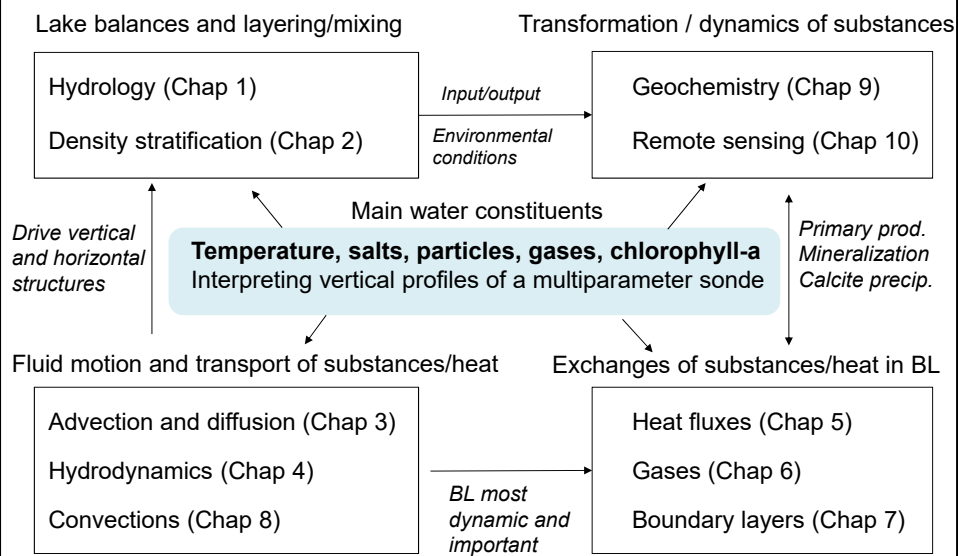 Lake balances and layering/mixing
Transformation / dynamics of substances
Hydrology (Chap 1)
Density stratification (Chap 2)
Input/output
Environmental
conditions
Geochemistry (Chap 9)
Remote sensing (Chap 10)
Drive vertical
and horizontal
structures
Main water constituents
Temperature, salts, particles, gases, chlorophyll-a
Interpreting vertical profiles of a multiparameter sonde
Primary prod.
Mineralization
Calcite precip.
Fluid motion and transport of substances/heat
Exchanges of substances/heat in BL
Advection and diffusion (Chap 3)
Hydrodynamics (Chap 4)
Convections (Chap 8)
BL most
dynamic and
important
Heat fluxes (Chap 5)
Gases (Chap 6)
Boundary layers (Chap 7)